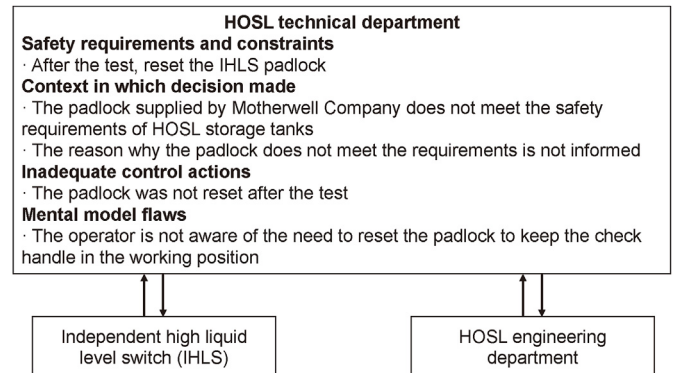 HOSL technical department
Safety requirements and constraints
· After the test, reset the IHLS padlock
Context in which decision made
· The padlock supplied by Motherwell Company does not meet the safety
requirements of HOSL storage tanks
· The reason why the padlock does not meet the requirements is not informed
Inadequate control actions
· The padlock was not reset after the test
Mental model flaws
· The operator is not aware of the need to reset the padlock to keep the check
handle in the working position
Independent high liquid
level switch (IHLS)
HOSL engineering
department